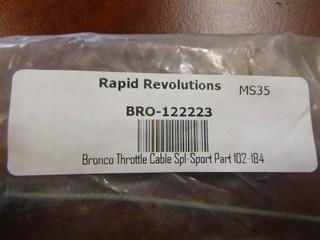 Rapid Revolutions MS35
BRO-122223
Bronco Throttle Cable Spl-Sport Part 102-184